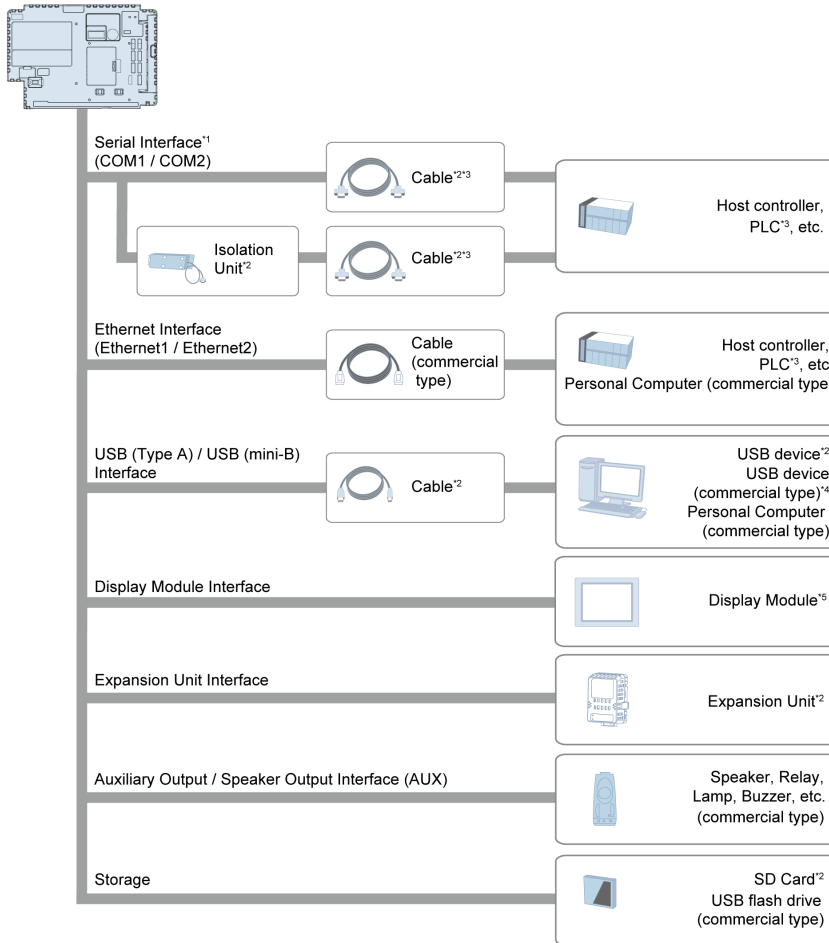 Serial Interface*1
(COM1 / COM2)
Cable*2*3
Host controller,
PLC*3, etc.
Isolation
Unit*2
Cable*2*3
Ethernet Interface
(Ethernet1 / Ethernet2)
Cable
(commercial
type)
Host controller,
PLC*3, etc
Personal Computer (commercial type
USB (Type A) / USB (mini-B)
Interface
Cable*2
USB device*2
USB device
(commercial type)*4
Personal Computer
(commercial type)
Display Module Interface
Display Module*5
Expansion Unit Interface
Expansion Unit*2
Auxiliary Output / Speaker Output Interface (AUX)
Speaker, Relay,
Lamp, Buzzer, etc.
(commercial type)
Storage
SD Card*2
USB flash drive
(commercial type)